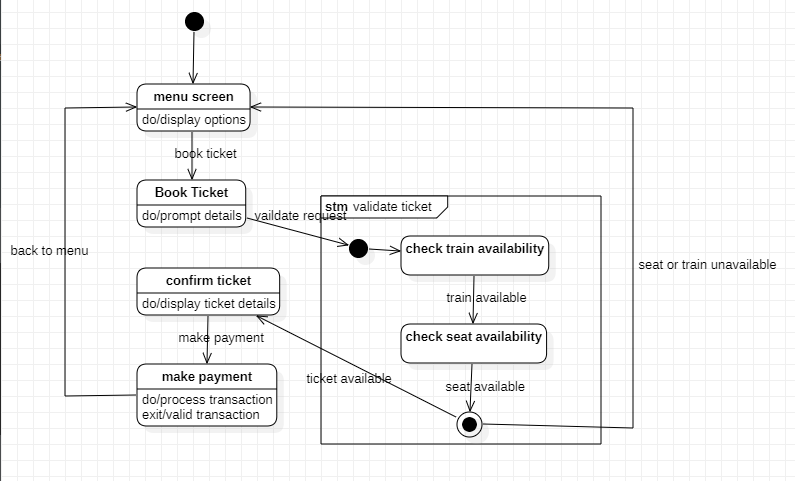 menu screen
do/display options
book ticket
Book Ticket
do/prompt details
vaildate request
stm validate ticket
check train availability
back to menu
seat or train unavailable
confirm ticket
do/display ticket details
train available
make payment
check seat availability
make payment
do/process transaction
exit/valid transaction
ticket available
seat available